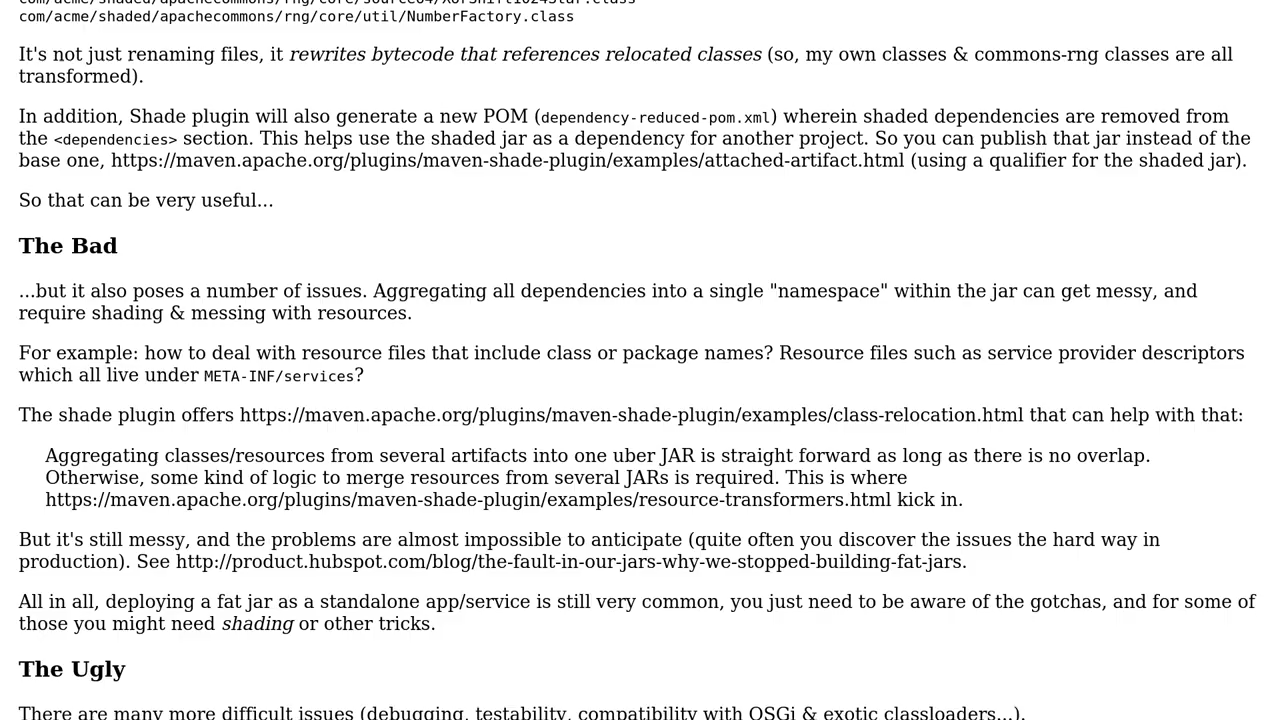 com/acme/shaded/apachecommons/rng/core/source64/XorShift1024Star.class
com/acme/shaded/apachecommons/rng/core/util/NumberFactory.class
It's not just renaming files, it rewrites bytecode that references relocated classes (so, my own classes & commons-rng classes are all
transformed).
In addition, Shade plugin will also generate a new POM (dependency-reduced-pom.xml) wherein shaded dependencies are removed from
the <dependencies> section. This helps use the shaded jar as a dependency for another project. So you can publish that jar instead of the
base one, https://maven.apache.org/plugins/maven-shade-plugin/examples/attached-artifact.html (using a qualifier for the shaded jar).
So that can be very useful...
The Bad
...but it also poses a number of issues. Aggregating all dependencies into a single "namespace" within the jar can get messy, and
require shading & messing with resources.
For example: how to deal with resource files that include class or package names? Resource files such as service provider descriptors
which all live under META-INF/services?
The shade plugin offers https://maven.apache.org/plugins/maven-shade-plugin/examples/class-relocation.html that can help with that:
Aggregating classes/resources from several artifacts into one uber JAR is straight forward as long as there is no overlap.
Otherwise, some kind of logic to merge resources from several JARs is required. This is where
https://maven.apache.org/plugins/maven-shade-plugin/examples/resource-transformers.html kick in.
But it's still messy, and the problems are almost impossible to anticipate (quite often you discover the issues the hard way in
production). See http://product.hubspot.com/blog/the-fault-in-our-jars-why-we-stopped-building-fat-jars.
All in all, deploying a fat jar as a standalone app/service is still very common, you just need to be aware of the gotchas, and for some of
those you might need shading or other tricks.
The Ugly
There are many more difficult issues (debugging, testability, compatibility with OSGi & exotic classloaders...).